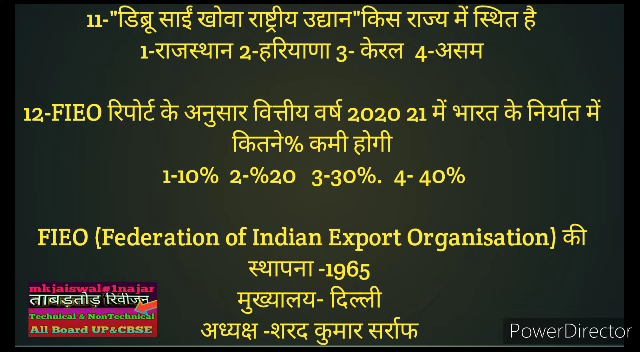 11-"डिब्रू साईं खोवा राष्ट्रीय उद्यान"किस राज्य में स्थित है
1-राजस्थान 2-हरियाणा 3- केरल 4-असम
12-FIEO रिपोर्ट के अनुसार वित्तीय वर्ष 2020 21 में भारत के निर्यात में
कितने% कमी होगी
1-10% 2-%20 3-30%. 4- 40%
FIEO (Federation of Indian Export Organisation) की
स्थापना -1965
मुख्यालय- दिल्ली
अध्यक्ष -शरद कुमार सर्राफ
mkjaiswal#1najar
ताबड़तोड़ रिवीजन
Technical & NonTechnical
All Board UP&CBSE
PowerDirector